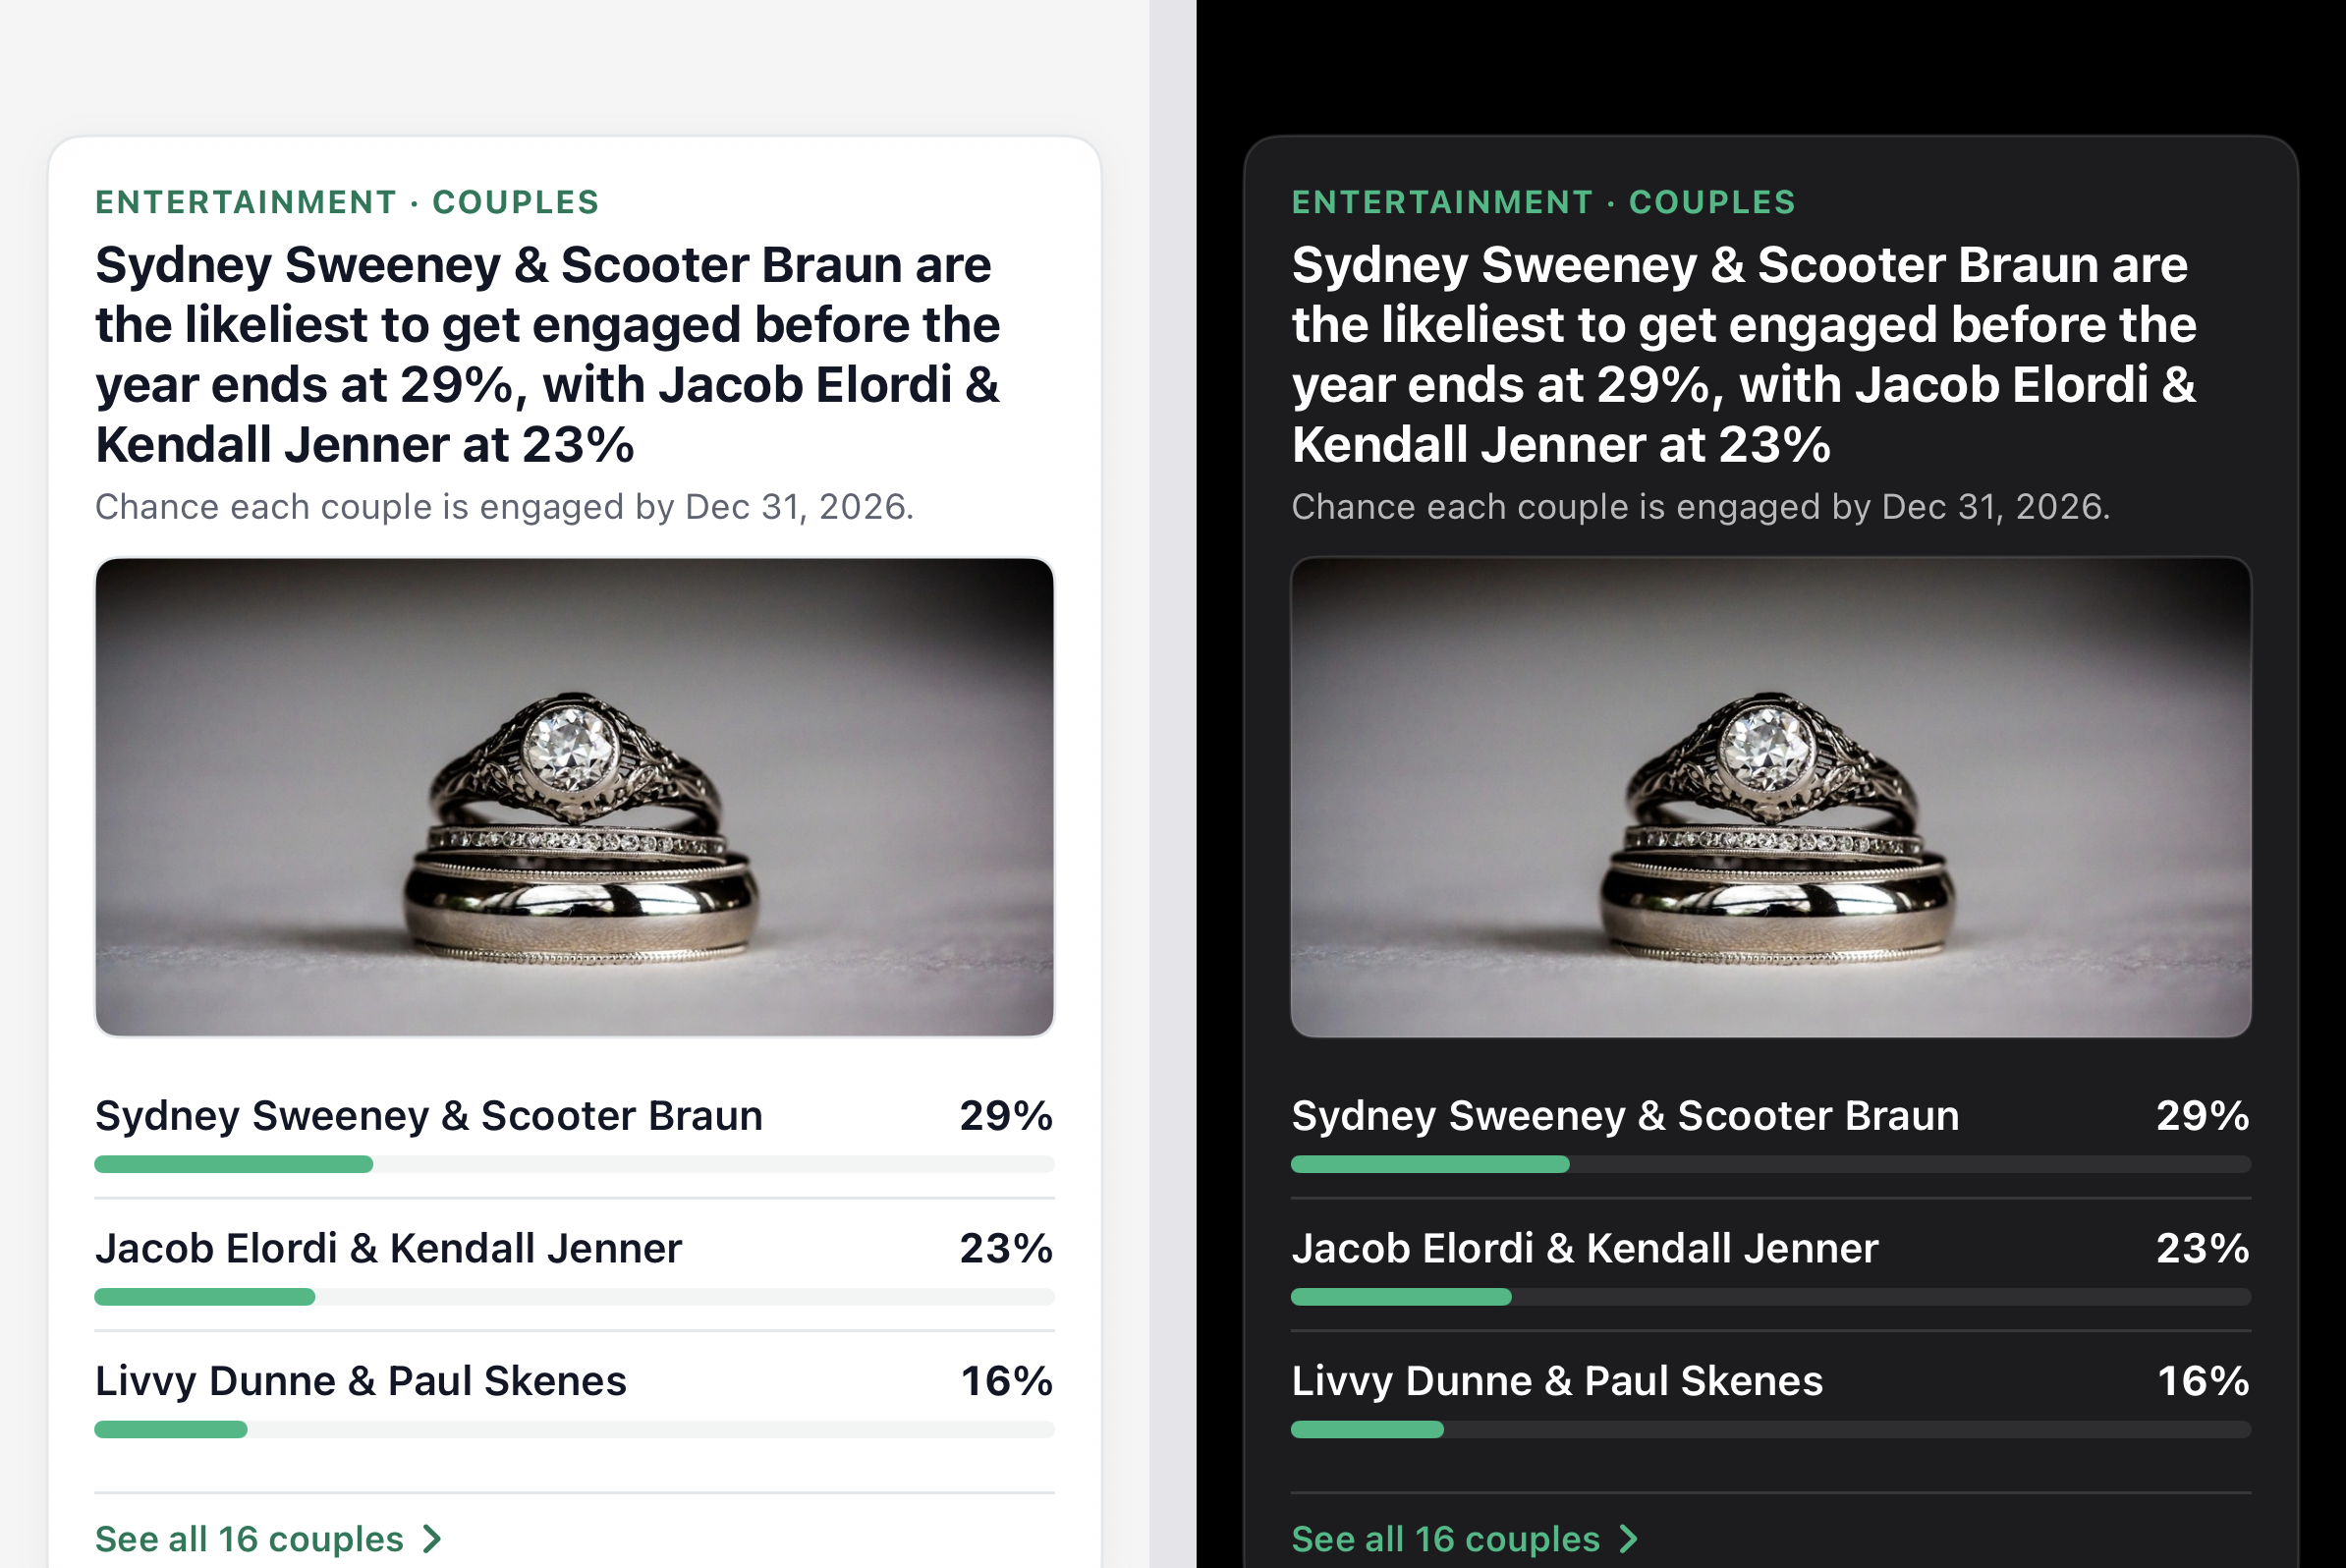 ENTERTAINMENT · COUPLES
Sydney Sweeney & Scooter Braun are
the likeliest to get engaged before the
year ends at 29%, with Jacob Elordi &
Kendall Jenner at 23%
Chance each couple is engaged by Dec 31, 2026.
Sydney Sweeney & Scooter Braun 29%
Jacob Elordi & Kendall Jenner 23%
Livvy Dunne & Paul Skenes 16%
See all 16 couples
ENTERTAINMENT · COUPLES
Sydney Sweeney & Scooter Braun are
the likeliest to get engaged before the
year ends at 29%, with Jacob Elordi &
Kendall Jenner at 23%
Chance each couple is engaged by Dec 31, 2026.
Sydney Sweeney & Scooter Braun 29%
Jacob Elordi & Kendall Jenner 23%
Livvy Dunne & Paul Skenes 16%
See all 16 couples